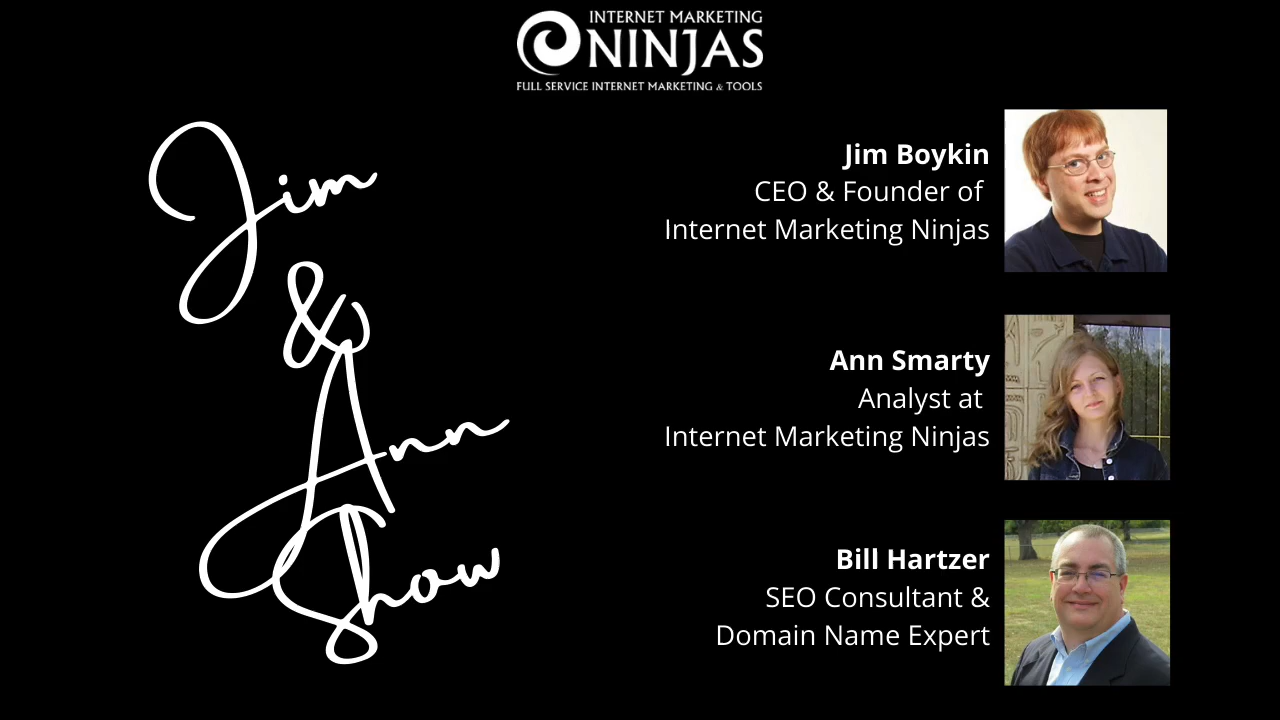 INTERNET MARKETING
NINJAS
FULL SERVICE INTERNET MARKETING & TOOLS
Jim
&
Ann
Show
Jim Boykin
CEO & Founder of
Internet Marketing Ninjas
Ann Smarty
Analyst at
Internet Marketing Ninjas
Bill Hartzer
SEO Consultant &
Domain Name Expert